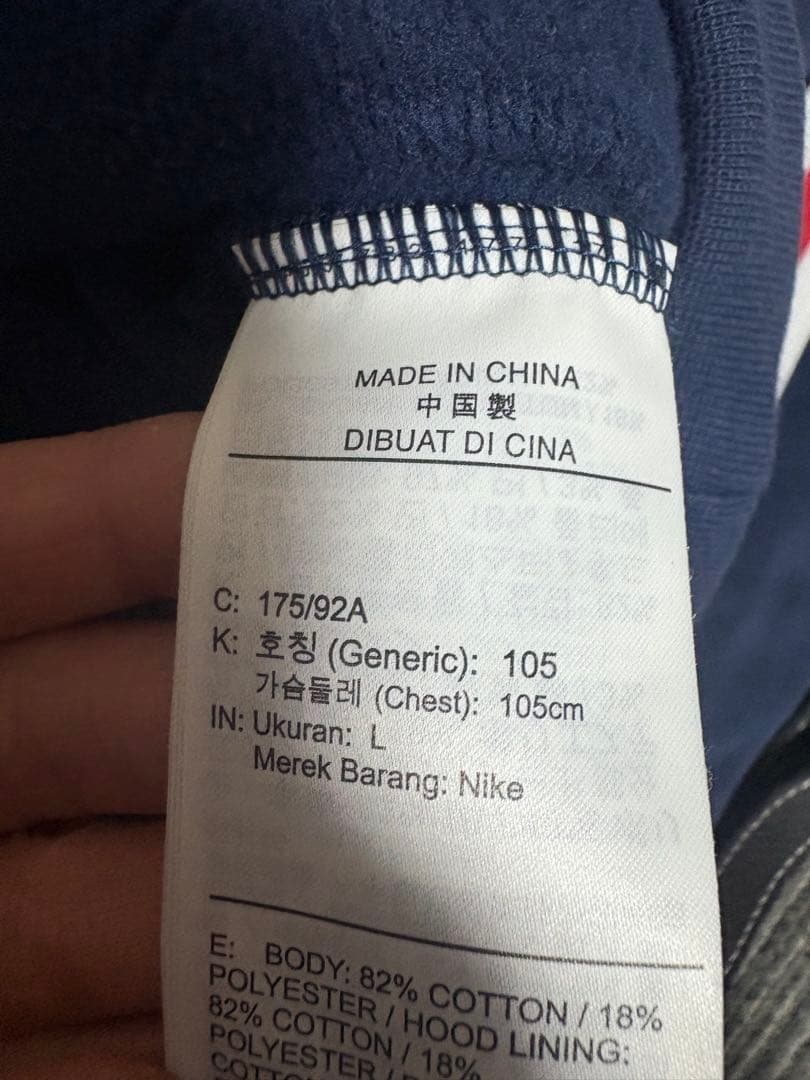 MADE IN CHINA
中国製
DIBUAT DI CINA
C: 175/92A
K: 호칭 (Generic): 105
가슴둘레 (Chest): 105cm
IN: Ukuran: L
Merek Barang: Nike
E: BODY: 82% COTTON / 18%
POLYESTER / HOOD LINING:
82% COTTON / 18%
POLYESTER /